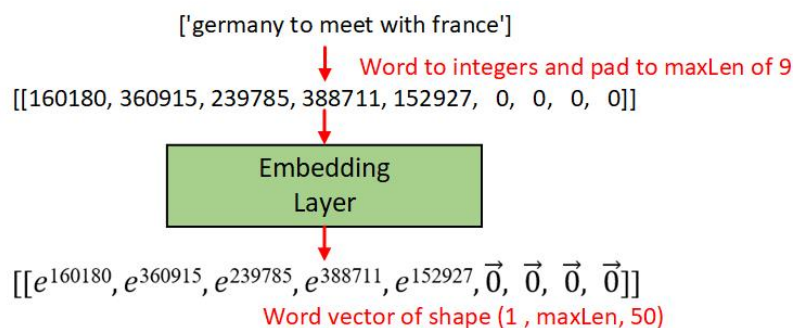 ['germany to meet with france']
Word to integers and pad to maxLen of 9
[[160180, 360915, 239785, 388711, 152927, 0, 0, 0, 0]]
Embedding
Layer
[[e¹⁶⁰¹⁸⁰, e³⁶⁰⁹¹⁵, e²³⁹⁷⁸⁵, e³⁸⁸⁷¹¹, e¹⁵²⁹²⁷, 0⃗, 0⃗, 0⃗, 0⃗]]
Word vector of shape (1 , maxLen, 50)